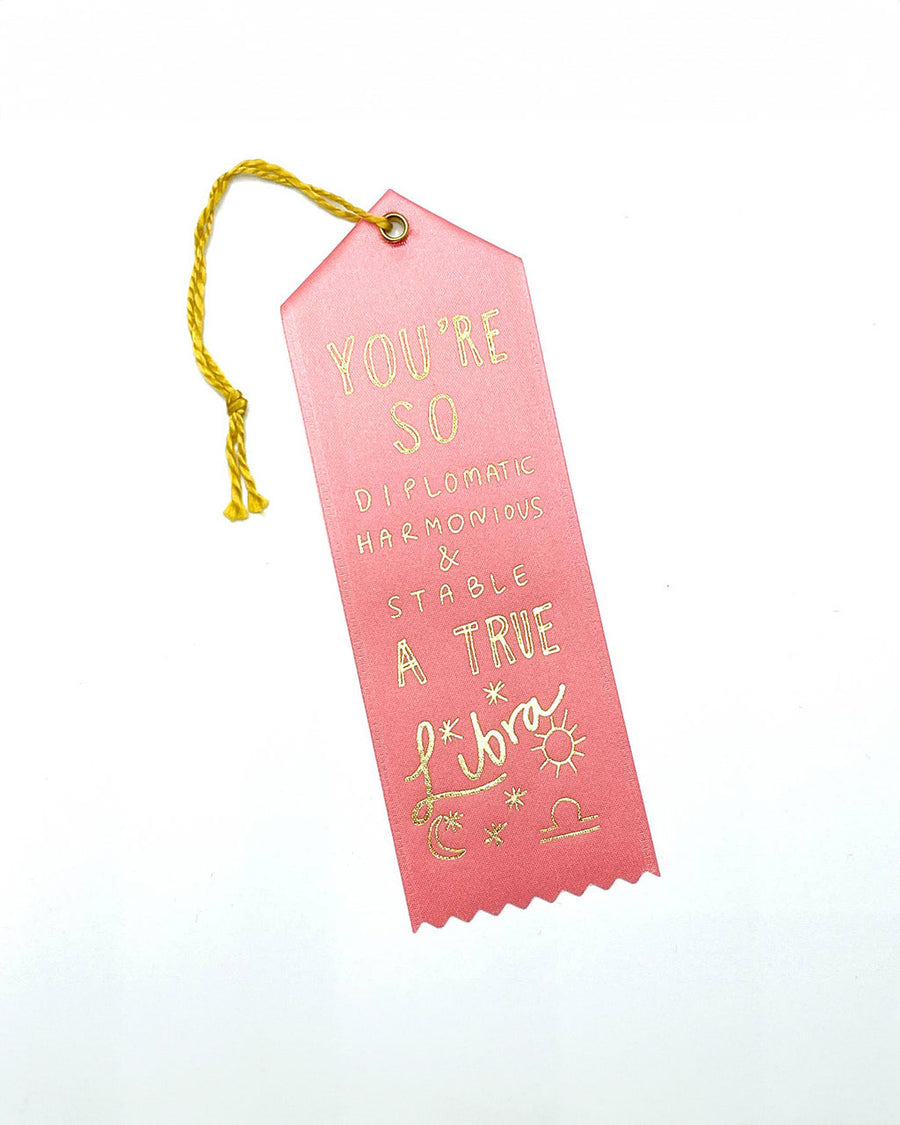 YOU'RE
SO
DIPLOMATIC
HARMONIOUS
&
STABLE
A TRUE
Libra